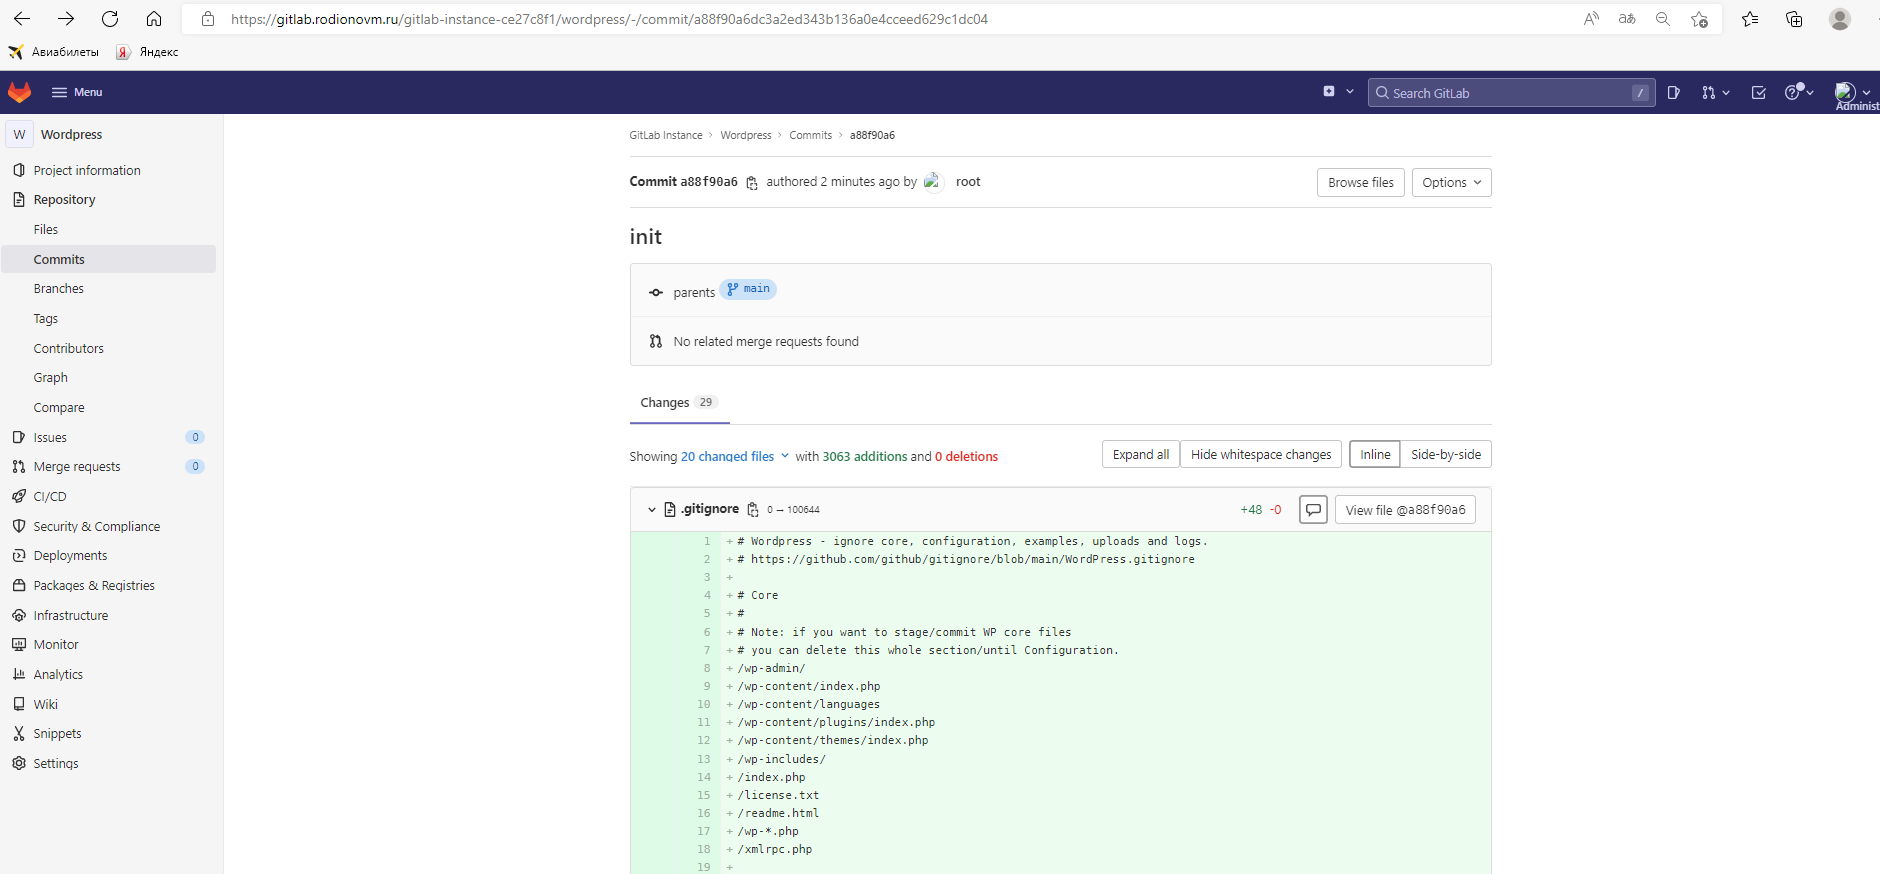 https://gitlab.rodionovm.ru/gitlab-instance-ce27c8f1/wordpress/-/commit/a88f90a6dc3a2ed343b136a0e4cceed629c1dc04
Авиабилеты Яндекс
Menu Search GitLab /
Administ
W Wordpress
Project information
Repository
Files
Commits
Branches
Tags
Contributors
Graph
Compare
Issues 0
Merge requests 0
CI/CD
Security & Compliance
Deployments
Packages & Registries
Infrastructure
Monitor
Analytics
Wiki
Snippets
Settings
GitLab Instance > Wordpress > Commits > a88f90a6
Commit a88f90a6 authored 2 minutes ago by root Browse files Options
init
parents main
No related merge requests found
Changes 29
Showing 20 changed files with 3063 additions and 0 deletions Expand all Hide whitespace changes Inline Side-by-side
.gitignore 0 → 100644 +48 -0 View file @a88f90a6
1 + # Wordpress - ignore core, configuration, examples, uploads and logs.
2 + # https://github.com/github/gitignore/blob/main/WordPress.gitignore
3 +
4 + # Core
5 + #
6 + # Note: if you want to stage/commit WP core files
7 + # you can delete this whole section/until Configuration.
8 + /wp-admin/
9 + /wp-content/index.php
10 + /wp-content/languages
11 + /wp-content/plugins/index.php
12 + /wp-content/themes/index.php
13 + /wp-includes/
14 + /index.php
15 + /license.txt
16 + /readme.html
17 + /wp-*.php
18 + /xmlrpc.php
19 +